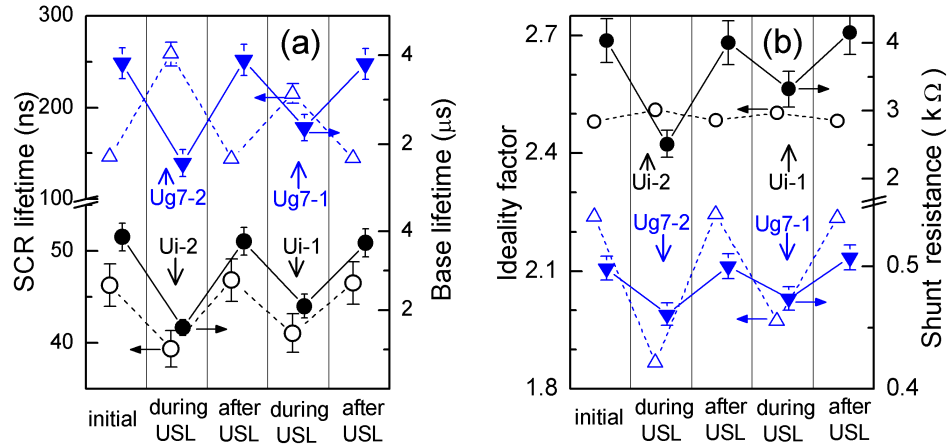 300
250
200
150
100
50
40
SCR lifetime (ns)
(a)
4
2
4
2
Base lifetime (μs)
Ug7-2
Ug7-1
Ui-2
Ui-1
initial
during
USL
after
USL
during
USL
after
USL
2.7
2.4
2.1
1.8
Ideality factor
(b)
4
3
2
0.5
0.4
Shunt resistance (kΩ)
Ui-2
Ui-1
Ug7-2
Ug7-1
initial
during
USL
after
USL
during
USL
after
USL